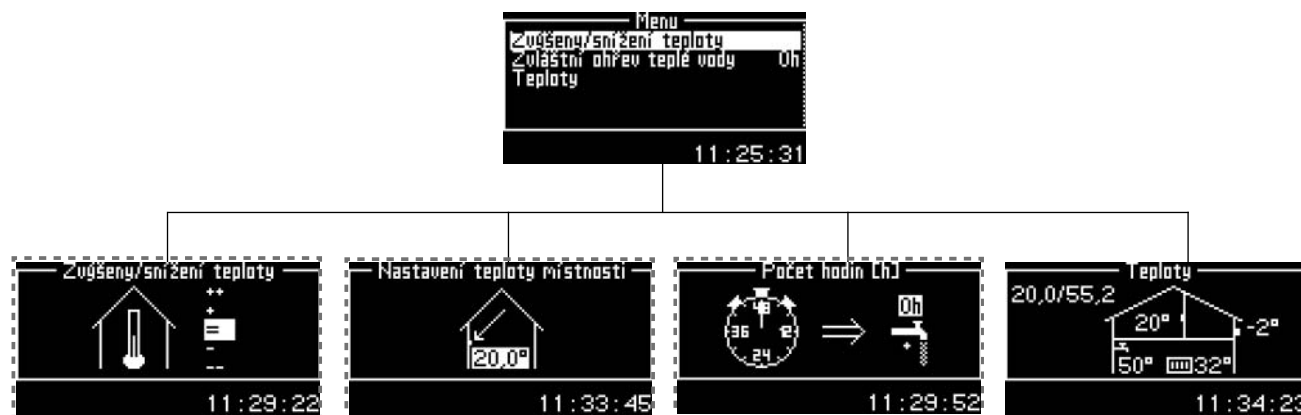 Menu
Zvýšeny/snížení teploty
Zvláštní ohřev teplé vody 0h
Teploty
11:25:31
Zvýšeny/snížení teploty
++
+
=
-
--
11:29:22
Nastavení teploty místnosti
20,0°
11:33:45
Počet hodin [h]
48
36
12
24
0h
+
11:29:52
Teploty
20,0/55,2
20°
-2°
50° 32°
11:34:23